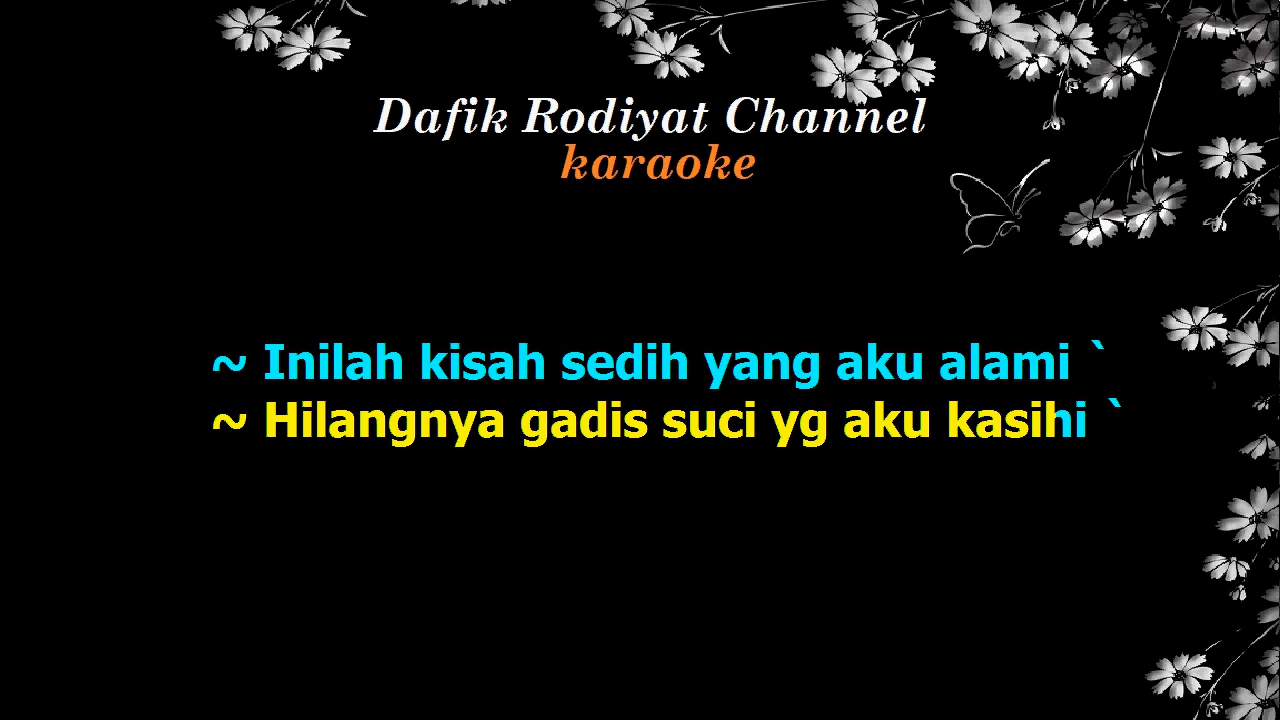 Dafik Rodiyat Channel
karaoke
~ Inilah kisah sedih yang aku alami `
~ Hilangnya gadis suci yg aku kasihi `